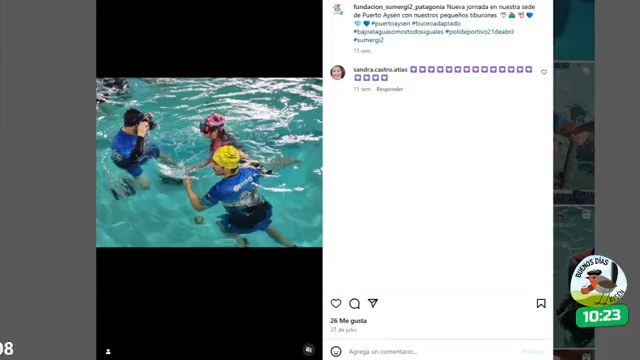 fundacion_sumergi2_patagonia Nueva jornada en nuestra sede
de Puerto Aysén con nuestros pequeños tiburones
#puertoaysen #buceoadaptado
#bajoelaguasomostodosiguales #polideportivo21deabril
#sumergi2
11 sem
sandra.castro.atias
11 sem Responder
26 Me gusta
27 de julio
Agrega un comentario...
Publicar
BUENOS DÍAS
AYSÉN
10:23
08